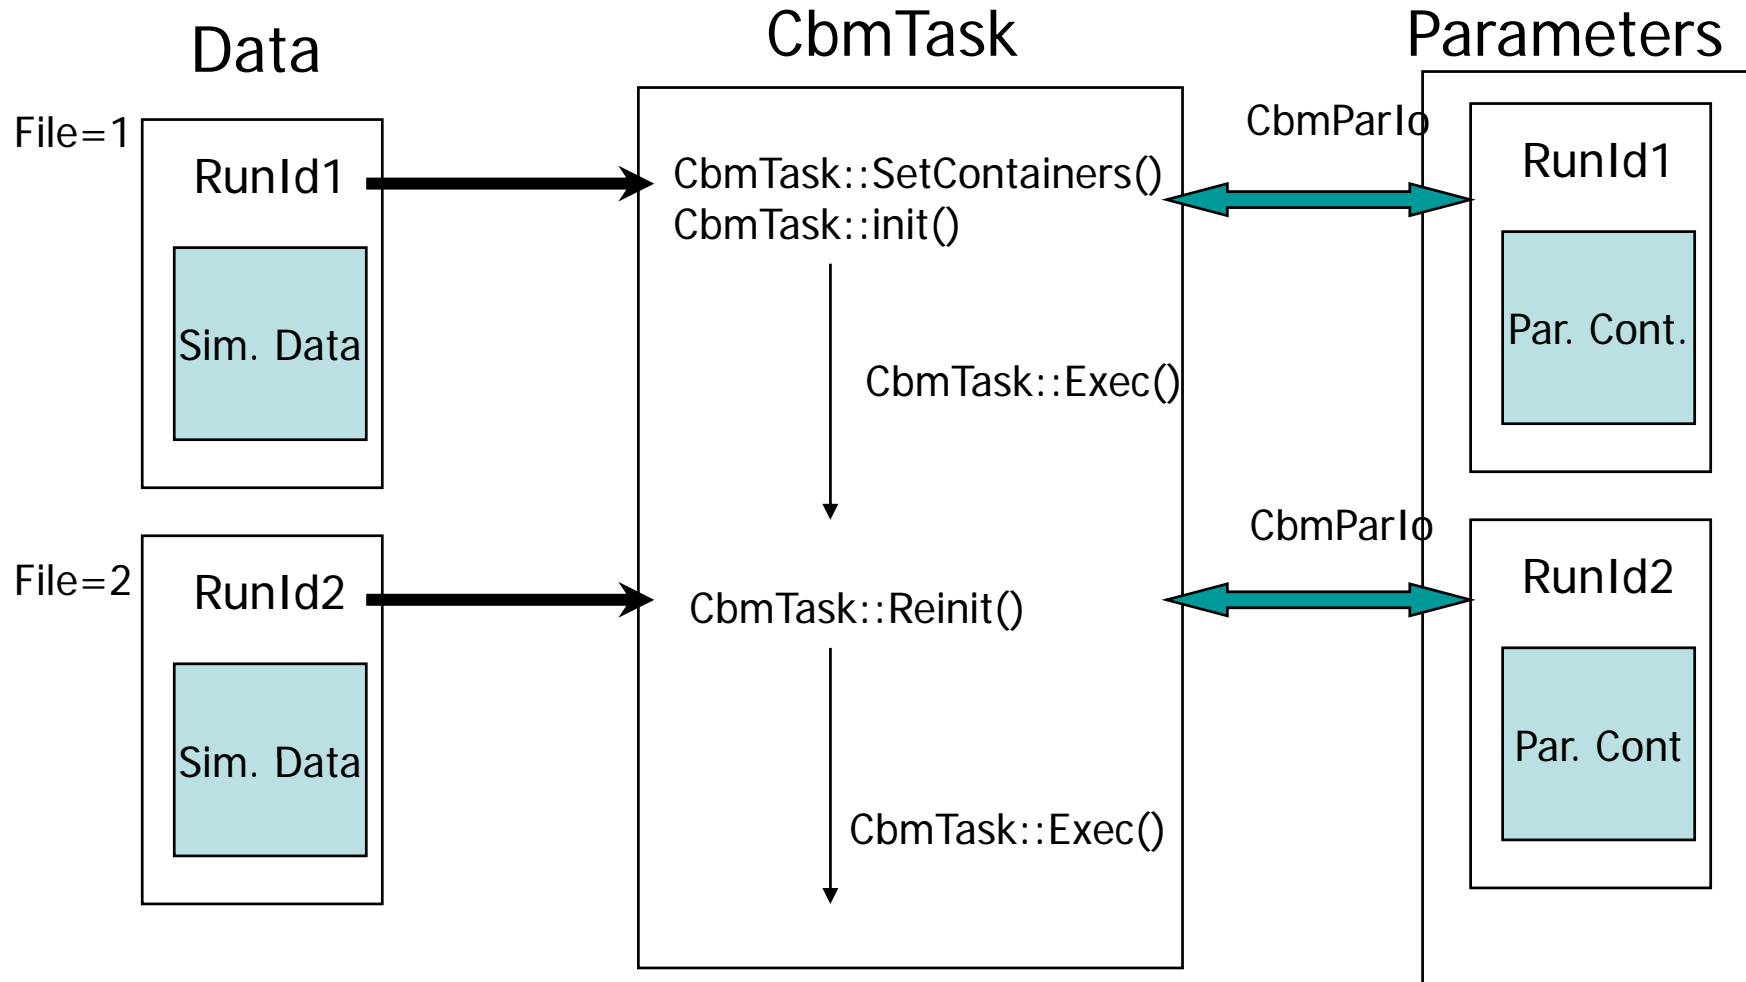 Data
CbmTask
Parameters
File=1
RunId1
Sim. Data
CbmTask::SetContainers()
CbmTask::init()
CbmTask::Exec()
CbmParIo
RunId1
Par. Cont.
File=2
RunId2
Sim. Data
CbmTask::Reinit()
CbmTask::Exec()
CbmParIo
RunId2
Par. Cont